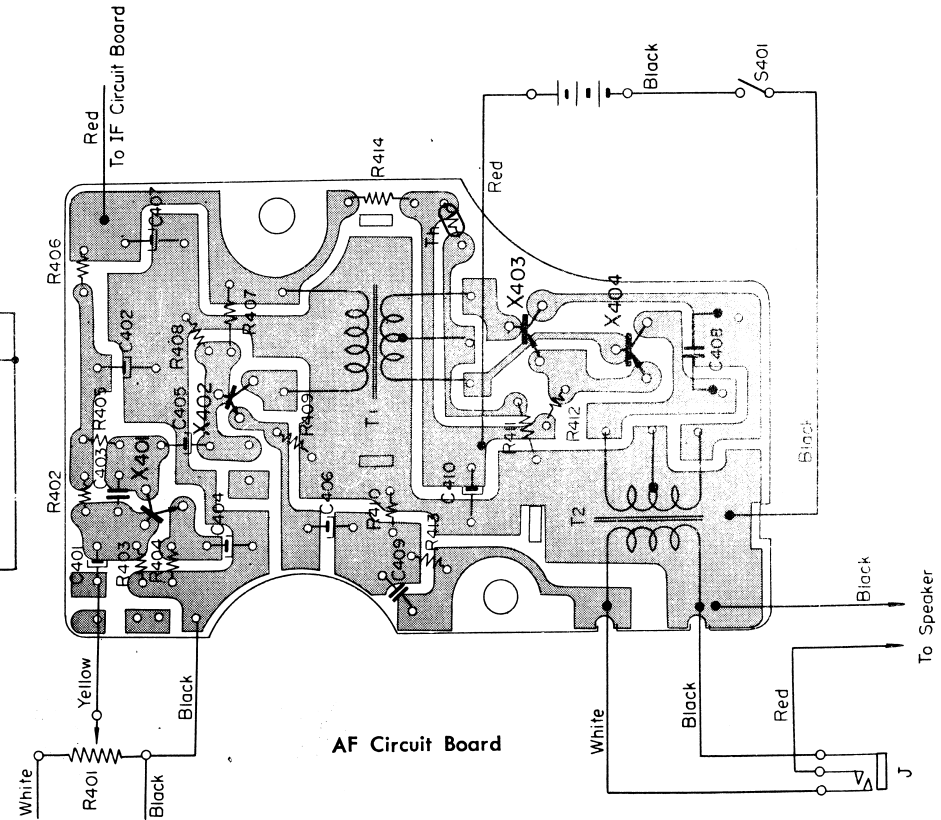 Red
To IF Circuit Board
R406
C407
R414
Th
Red
Black
S401
C402
R408
R407
X403
X404
C408
R405
C405
X402
R409
T1
R411
R412
Black
R402
C403
X401
C404
C406
R410
C410
T2
C401
R403
R404
C409
R413
Black
To Speaker
Yellow
Black
White
R401
Black
AF Circuit Board
White
Black
Red
J